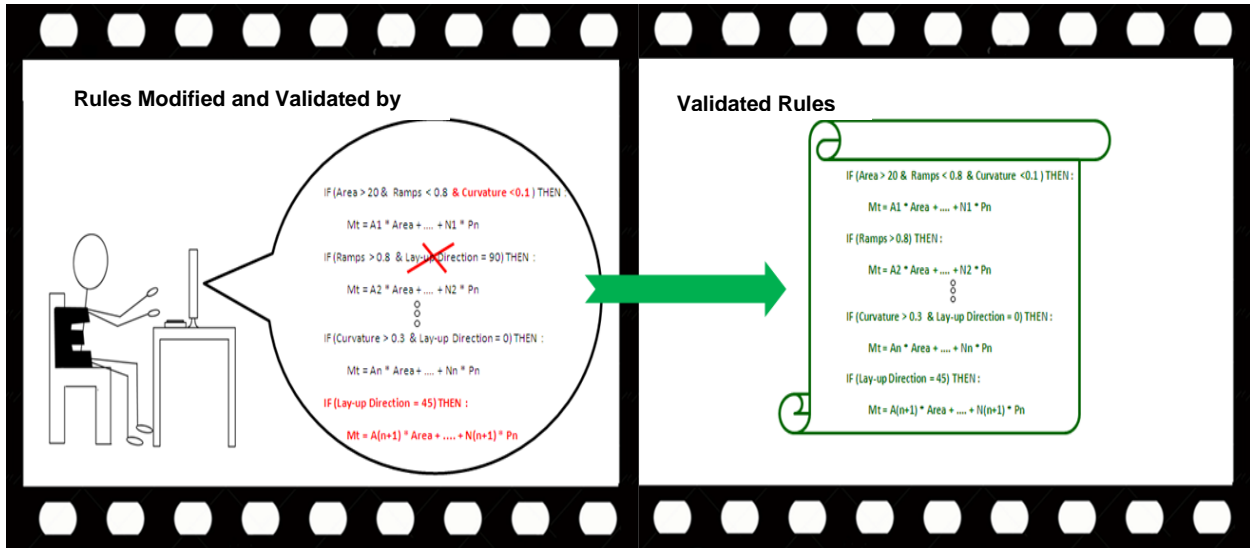 Rules Modified and Validated by
IF (Area > 20 & Ramps < 0.8 & Curvature <0.1 ) THEN :
Mt = A1 * Area + .... + N1 * Pn
IF (Ramps > 0.8 & Lay-up Direction = 90) THEN :
Mt = A2 * Area + .... + N2 * Pn
IF (Curvature > 0.3 & Lay-up Direction = 0) THEN :
Mt = An * Area + .... + Nn * Pn
IF (Lay-up Direction = 45) THEN :
Mt = A(n+1) * Area + .... + N(n+1) * Pn
E
Validated Rules
IF (Area > 20 & Ramps < 0.8 & Curvature <0.1 ) THEN :
Mt = A1 * Area + .... + N1 * Pn
IF (Ramps > 0.8) THEN :
Mt = A2 * Area + .... + N2 * Pn
IF (Curvature > 0.3 & Lay-up Direction = 0) THEN :
Mt = An * Area + .... + Nn * Pn
IF (Lay-up Direction = 45) THEN :
Mt = A(n+1) * Area + .... + N(n+1) * Pn